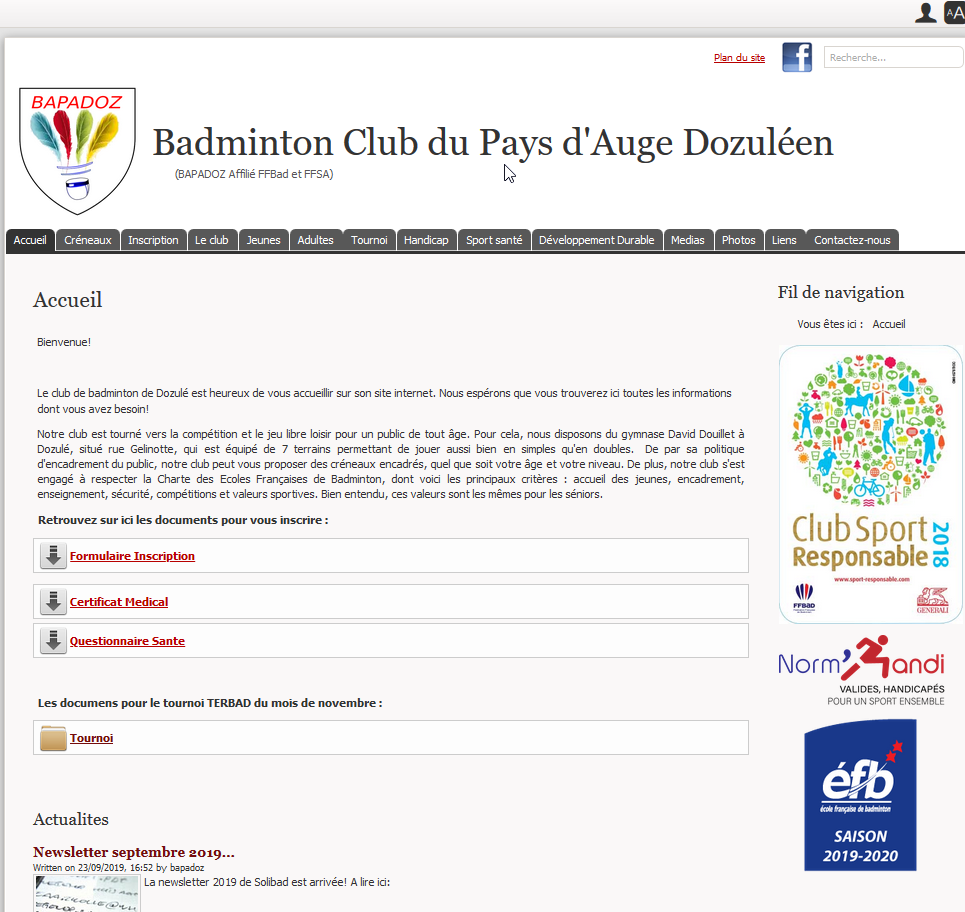 AA
Plan du site
Recherche...
BAPADOZ
Badminton Club du Pays d'Auge Dozuléen
(BAPADOZ Affilié FFBad et FFSA)
Accueil Créneaux Inscription Le club Jeunes Adultes Tournoi Handicap Sport santé Développement Durable Medias Photos Liens Contactez-nous
Accueil
Bienvenue!
Le club de badminton de Dozulé est heureux de vous accueillir sur son site internet. Nous espérons que vous trouverez ici toutes les informations
dont vous avez besoin!
Notre club est tourné vers la compétition et le jeu libre loisir pour un public de tout âge. Pour cela, nous disposons du gymnase David Douillet à
Dozulé, situé rue Gelinotte, qui est équipé de 7 terrains permettant de jouer aussi bien en simples qu'en doubles. De par sa politique
d'encadrement du public, notre club peut vous proposer des créneaux encadrés, quel que soit votre âge et votre niveau. De plus, notre club s'est
engagé à respecter la Charte des Ecoles Françaises de Badminton, dont voici les principaux critères : accueil des jeunes, encadrement,
enseignement, sécurité, compétitions et valeurs sportives. Bien entendu, ces valeurs sont les mêmes pour les séniors.
Retrouvez sur ici les documents pour vous inscrire :
Formulaire Inscription
Certificat Medical
Questionnaire Sante
Les documens pour le tournoi TERBAD du mois de novembre :
Tournoi
Actualites
Newsletter septembre 2019...
Written on 23/09/2019, 16:52 by bapadoz
La newsletter 2019 de Solibad est arrivée! A lire ici:
Fil de navigation
Vous êtes ici : Accueil
Club Sport
Responsable
2018
www.sport-responsable.com
FFBaD
GENERALI
Norm'andi
VALIDES, HANDICAPÉS
POUR UN SPORT ENSEMBLE
éfb
école française de badminton
SAISON
2019-2020